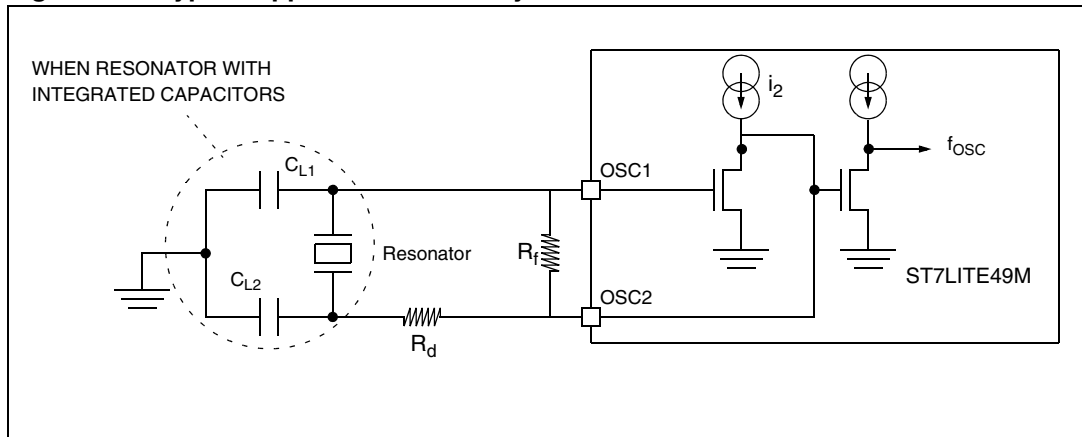 WHEN RESONATOR WITH
INTEGRATED CAPACITORS
CL1
CL2
Resonator
Rd
Rf
OSC1
OSC2
i2
fOSC
ST7LITE49M